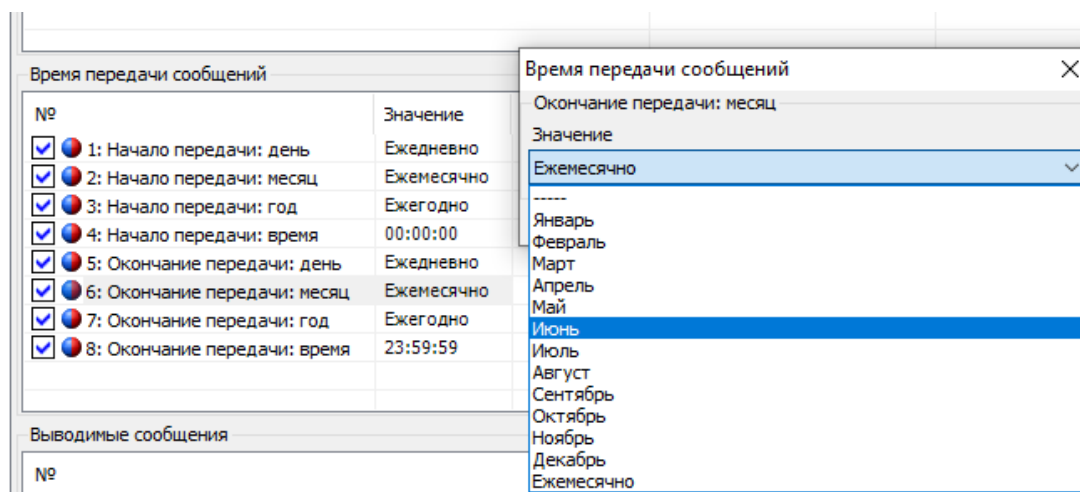 Время передачи сообщений
№ Значение
1: Начало передачи: день Ежедневно
2: Начало передачи: месяц Ежемесячно
3: Начало передачи: год Ежегодно
4: Начало передачи: время 00:00:00
5: Окончание передачи: день Ежедневно
6: Окончание передачи: месяц Ежемесячно
7: Окончание передачи: год Ежегодно
8: Окончание передачи: время 23:59:59
Выводимые сообщения
№
Время передачи сообщений
Окончание передачи: месяц
Значение
Ежемесячно
-----
Январь
Февраль
Март
Апрель
Май
Июнь
Июль
Август
Сентябрь
Октябрь
Ноябрь
Декабрь
Ежемесячно